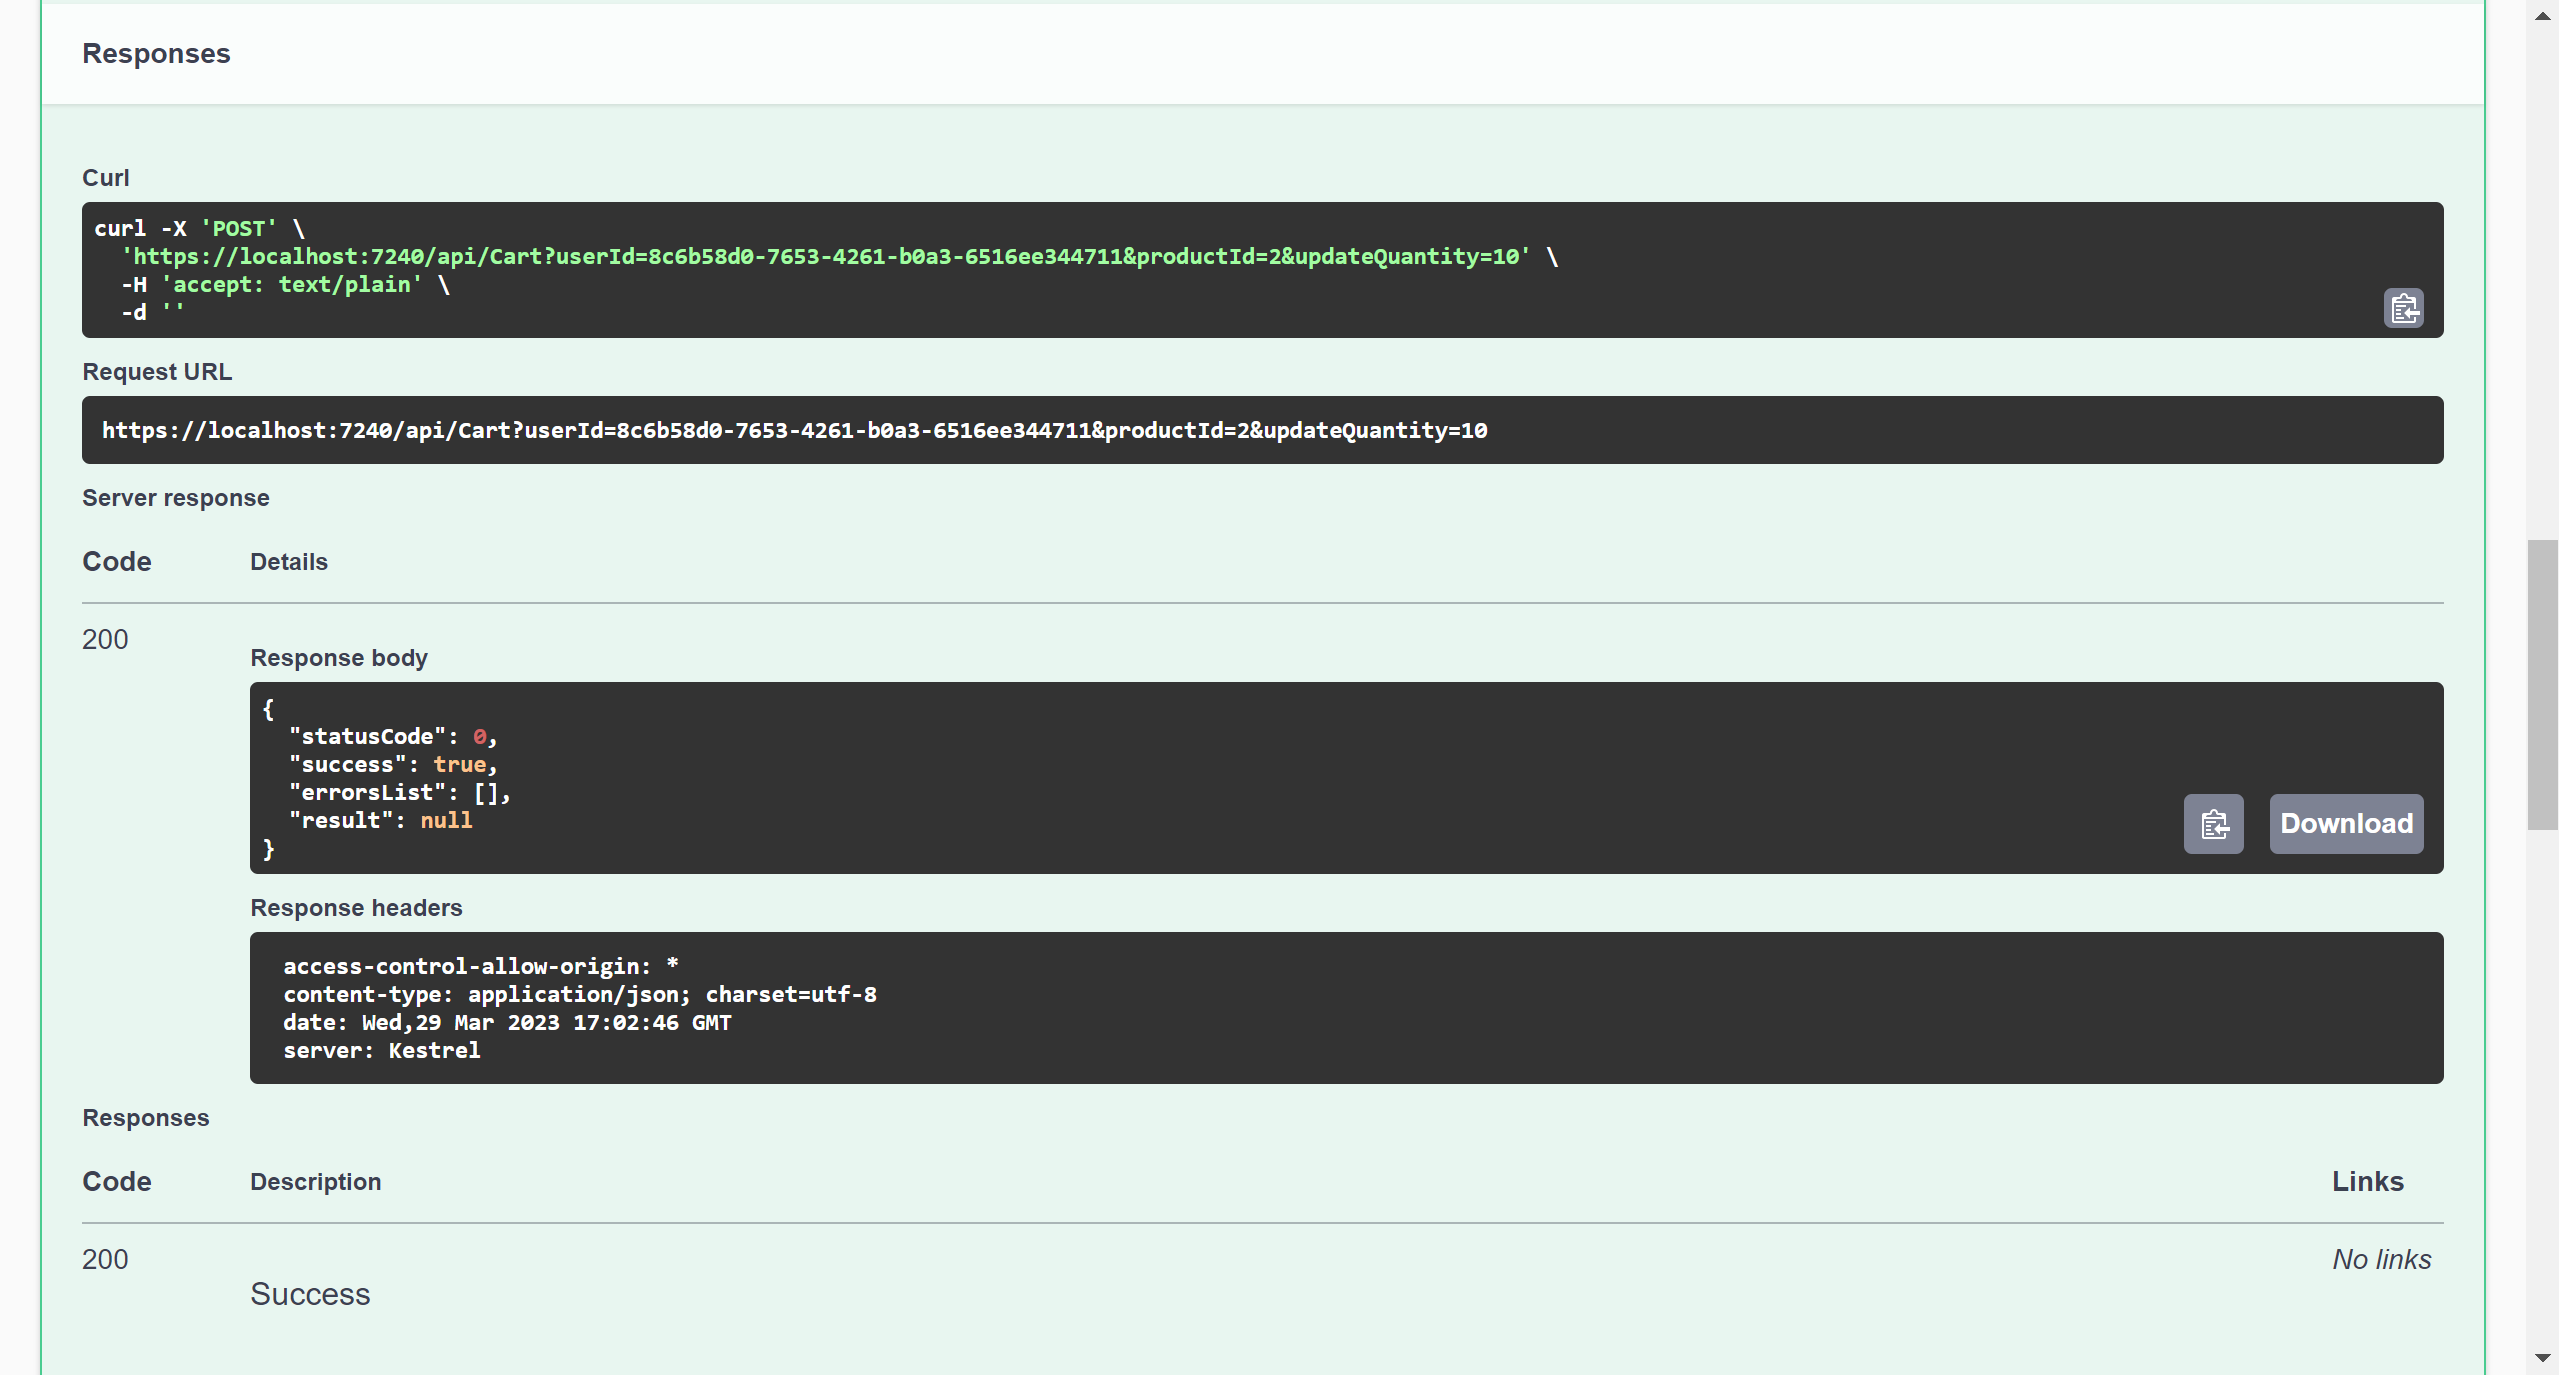 Responses
Curl
curl -X 'POST' \
  'https://localhost:7240/api/Cart?userId=8c6b58d0-7653-4261-b0a3-6516ee344711&productId=2&updateQuantity=10' \
  -H 'accept: text/plain' \
  -d ''
Request URL
https://localhost:7240/api/Cart?userId=8c6b58d0-7653-4261-b0a3-6516ee344711&productId=2&updateQuantity=10
Server response
Code Details
200
Response body
{
  "statusCode": 0,
  "success": true,
  "errorsList": [],
  "result": null
}
Download
Response headers
access-control-allow-origin: *
content-type: application/json; charset=utf-8
date: Wed,29 Mar 2023 17:02:46 GMT
server: Kestrel
Responses
Code Description Links
200 No links
Success